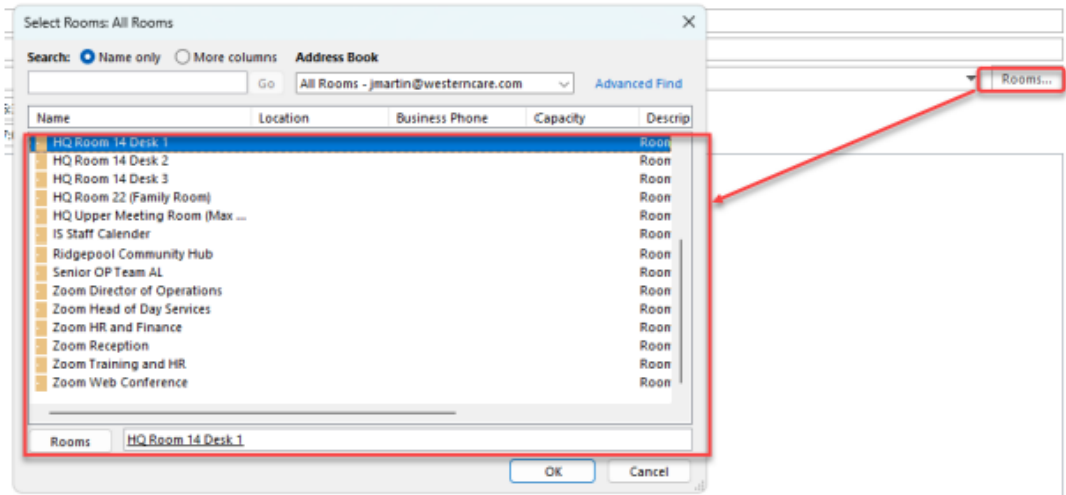 Select Rooms: All Rooms
Search: Name only More columns Address Book
Go All Rooms - jmartin@westerncare.com Advanced Find
Rooms...
Name Location Business Phone Capacity Descrip
HQ Room 14 Desk 1 Room
HQ Room 14 Desk 2 Room
HQ Room 14 Desk 3 Room
HQ Room 22 (Family Room) Room
HQ Upper Meeting Room (Max ... Room
IS Staff Calender Room
Ridgepool Community Hub Room
Senior OP Team AL Room
Zoom Director of Operations Room
Zoom Head of Day Services Room
Zoom HR and Finance Room
Zoom Reception Room
Zoom Training and HR Room
Zoom Web Conference Room
Rooms HQ Room 14 Desk 1
OK Cancel